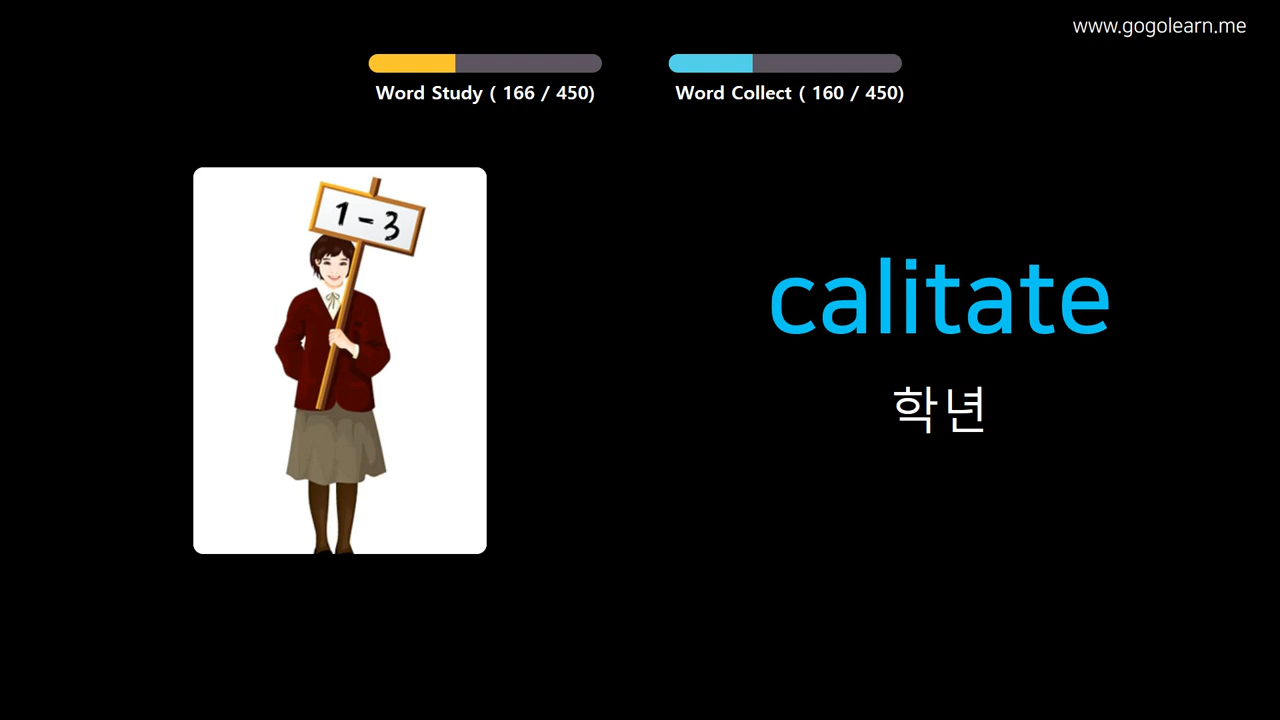 www.gogolearn.me
Word Study ( 166 / 450)
Word Collect ( 160 / 450)
1 - 3
calitate
학년